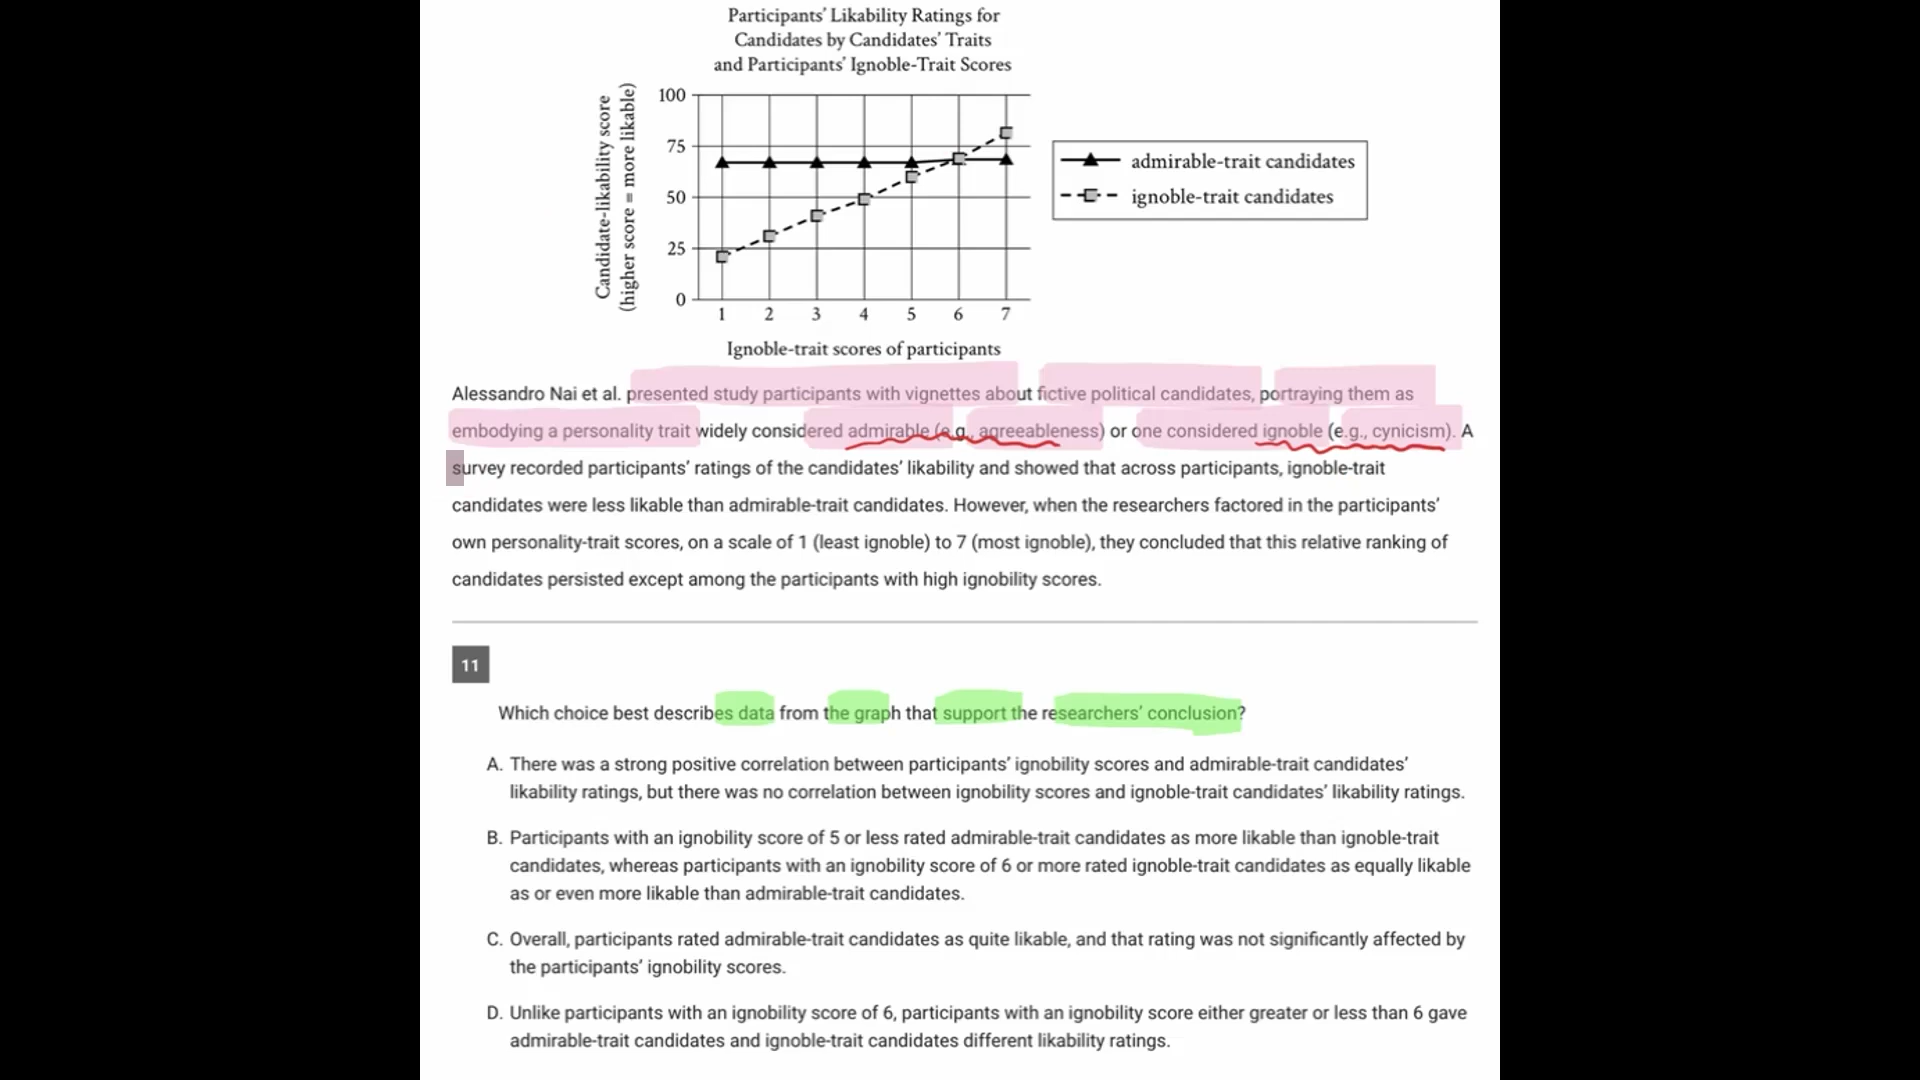 Participants’ Likability Ratings for
Candidates by Candidates’ Traits
and Participants’ Ignoble-Trait Scores
Candidate-likability score
(higher score = more likable)
100
75
50
25
0
1 2 3 4 5 6 7
Ignoble-trait scores of participants
admirable-trait candidates
ignoble-trait candidates
Alessandro Nai et al. presented study participants with vignettes about fictive political candidates, portraying them as
embodying a personality trait widely considered admirable (e.g., agreeableness) or one considered ignoble (e.g., cynicism). A
survey recorded participants’ ratings of the candidates’ likability and showed that across participants, ignoble-trait
candidates were less likable than admirable-trait candidates. However, when the researchers factored in the participants’
own personality-trait scores, on a scale of 1 (least ignoble) to 7 (most ignoble), they concluded that this relative ranking of
candidates persisted except among the participants with high ignobility scores.
11
Which choice best describes data from the graph that support the researchers’ conclusion?
A. There was a strong positive correlation between participants’ ignobility scores and admirable-trait candidates’
likability ratings, but there was no correlation between ignobility scores and ignoble-trait candidates’ likability ratings.
B. Participants with an ignobility score of 5 or less rated admirable-trait candidates as more likable than ignoble-trait
candidates, whereas participants with an ignobility score of 6 or more rated ignoble-trait candidates as equally likable
as or even more likable than admirable-trait candidates.
C. Overall, participants rated admirable-trait candidates as quite likable, and that rating was not significantly affected by
the participants’ ignobility scores.
D. Unlike participants with an ignobility score of 6, participants with an ignobility score either greater or less than 6 gave
admirable-trait candidates and ignoble-trait candidates different likability ratings.